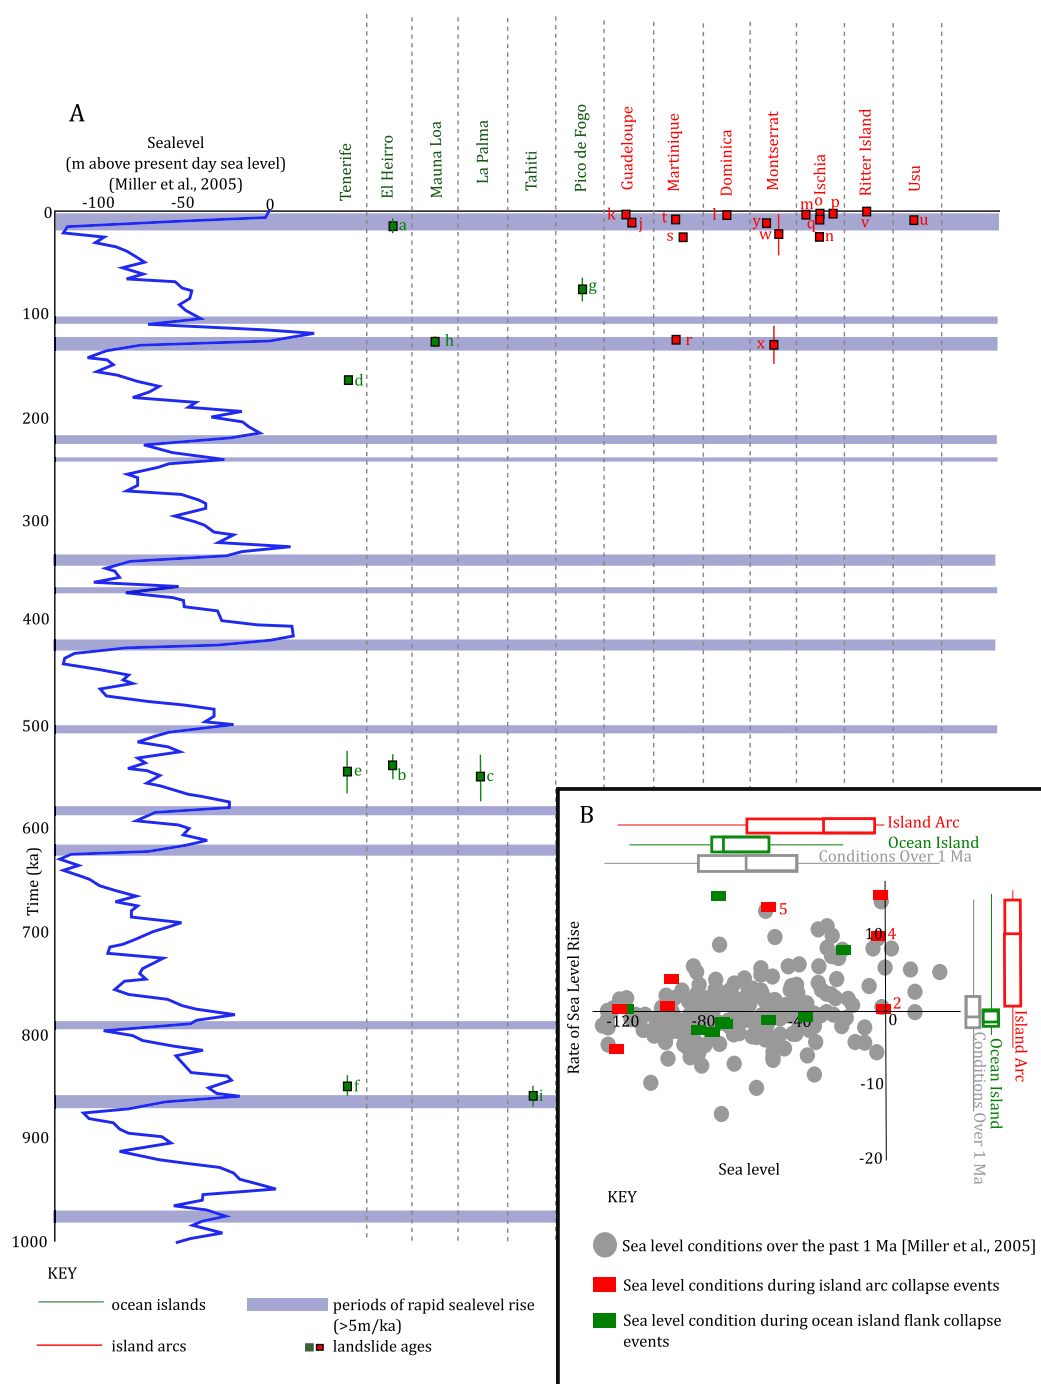 A
Sealevel
(m above present day sea level)
(Miller et al., 2005)
-100 -50 0
Tenerife
El Heirro
Mauna Loa
La Palma
Tahiti
Pico de Fogo
Guadeloupe
Martinique
Dominica
Montserrat
Ischia
Ritter Island
Usu
0
100
200
300
400
500
600
700
800
900
1000
Time (ka)
a
k
j
t
s
l
y
w
m
o
p
q
n
v
u
g
h
r
x
d
e
b
c
f
i
KEY
ocean islands
island arcs
periods of rapid sealevel rise
(>5m/ka)
landslide ages
B
Island Arc
Ocean Island
Conditions Over 1 Ma
Rate of Sea Level Rise
5
10
4
2
-120 -80 -40 0
-10
-20
Sea level
Conditions Over 1 Ma
Ocean Island
Island Arc
KEY
Sea level conditions over the past 1 Ma [Miller et al., 2005]
Sea level conditions during island arc collapse events
Sea level condition during ocean island flank collapse
events